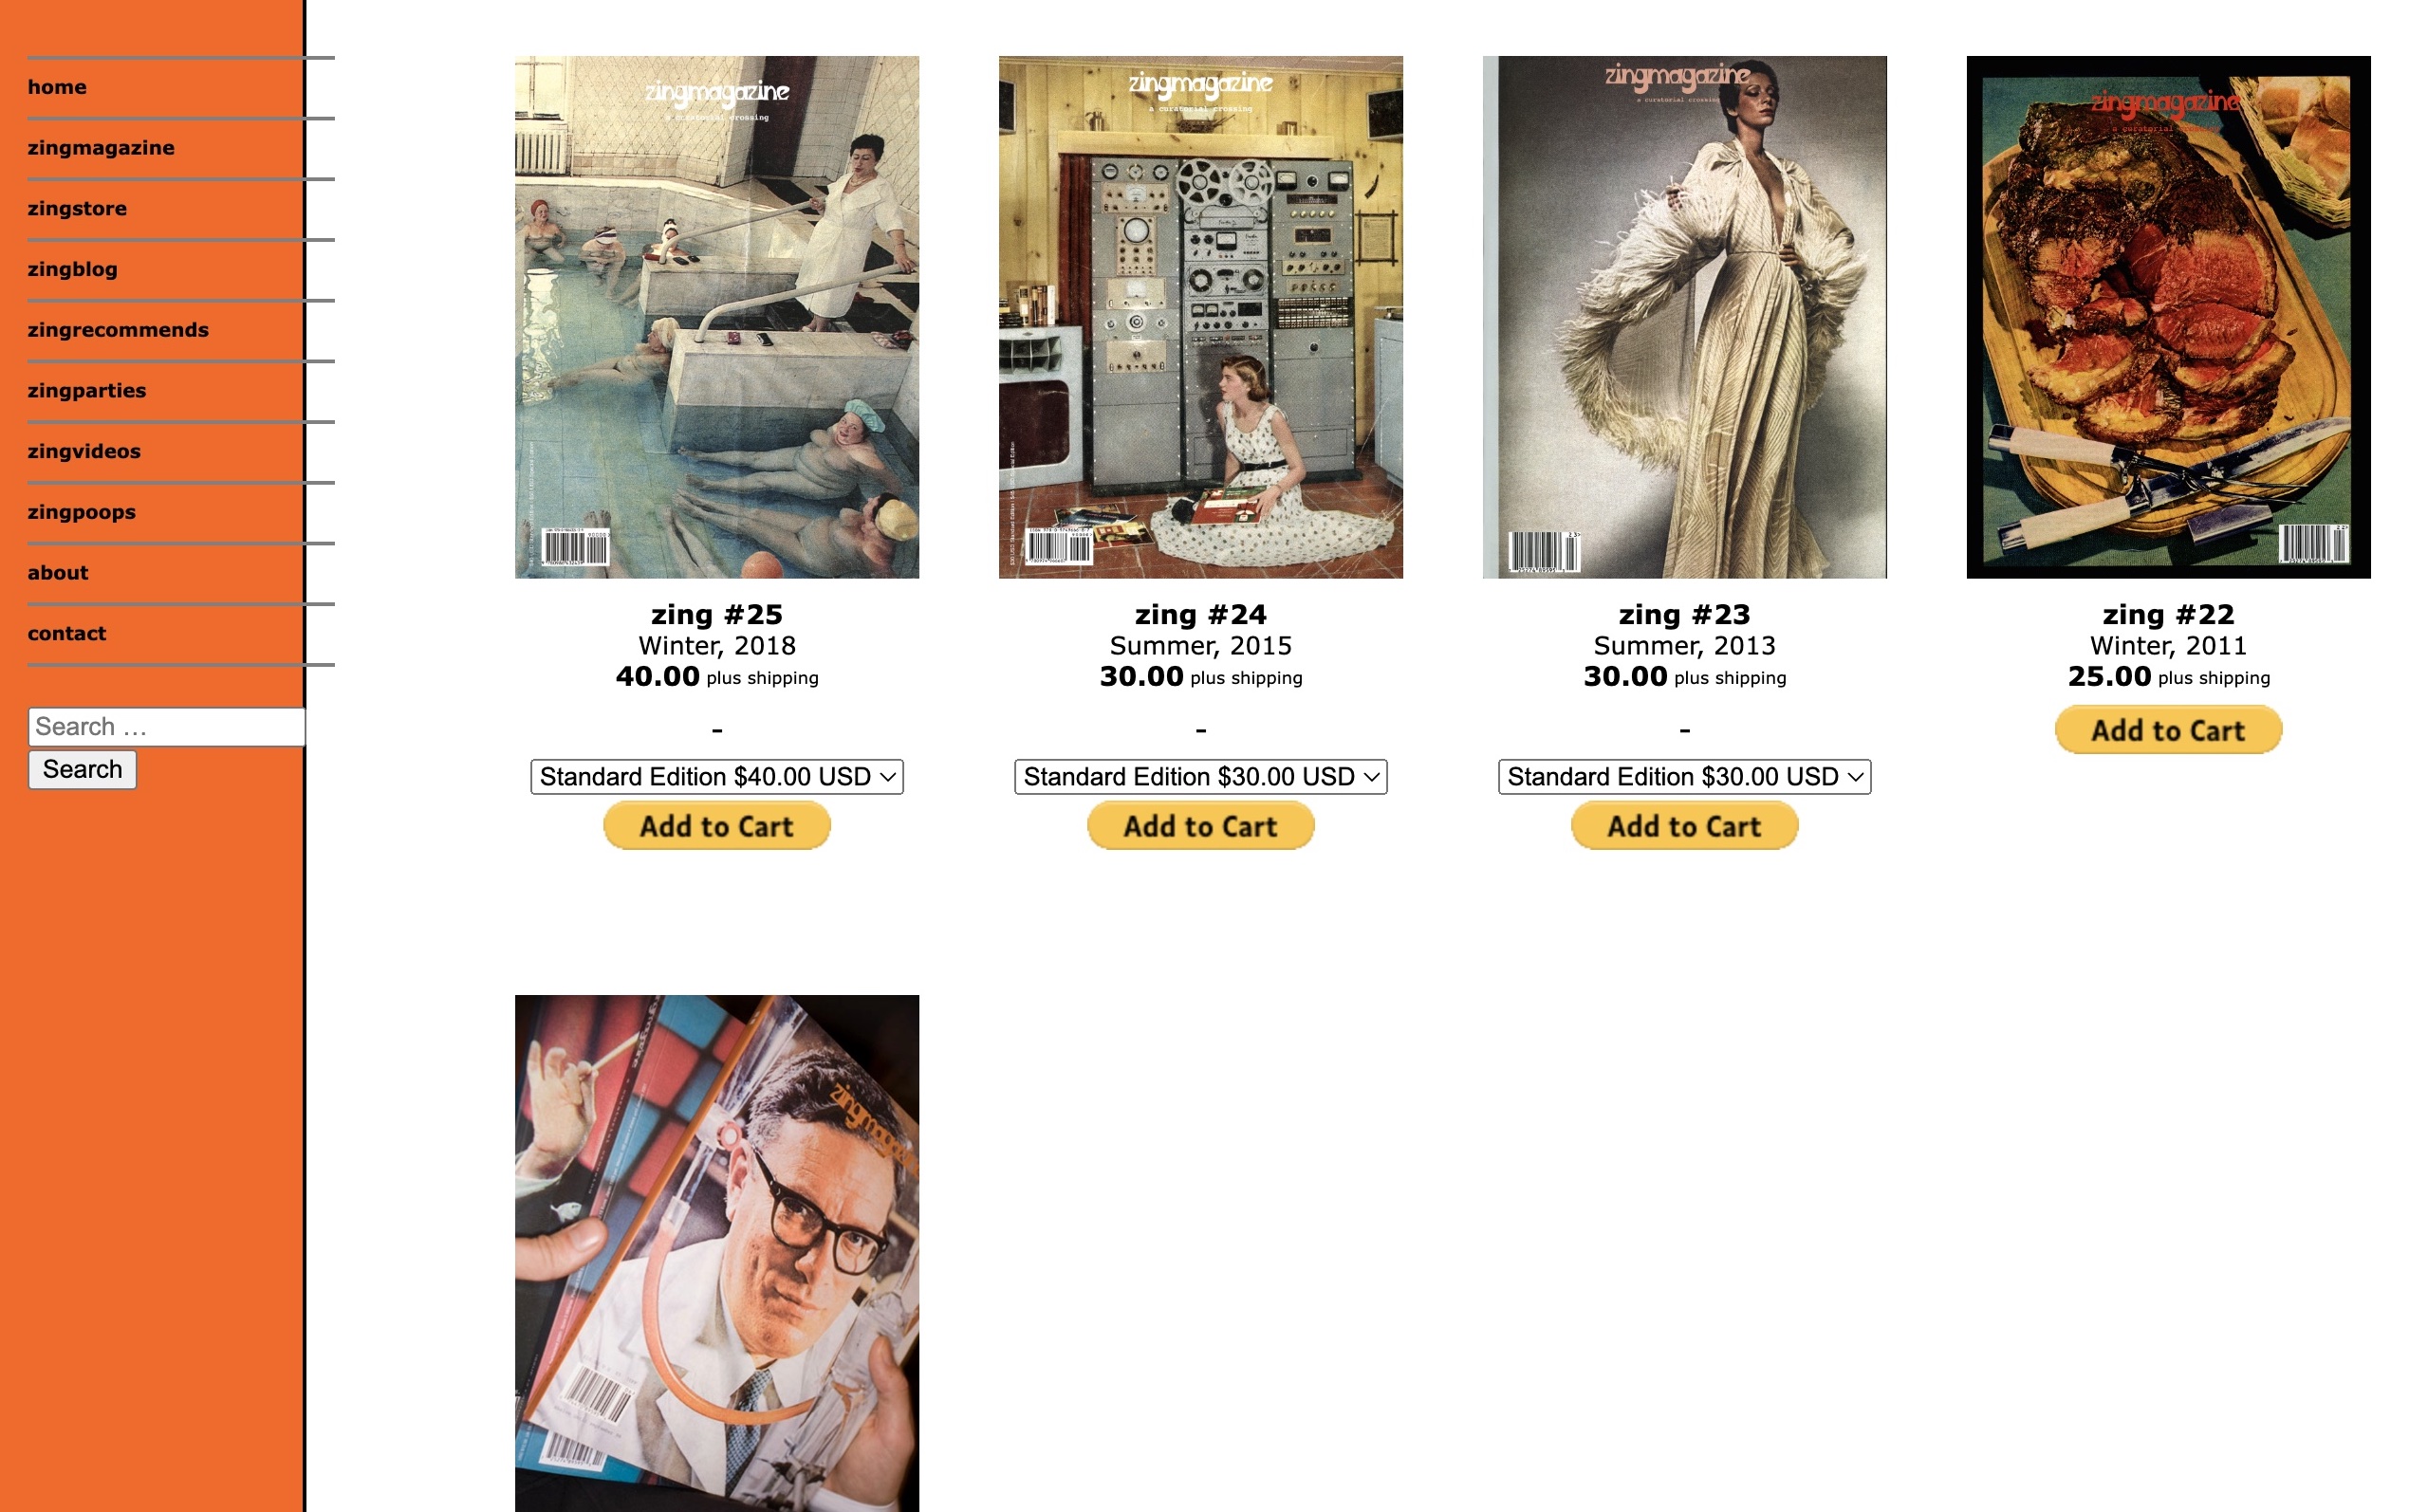 home
zingmagazine
zingstore
zingblog
zingrecommends
zingparties
zingvideos
zingpoops
about
contact
Search …
Search
zingmagazine
a curatorial crossing
zing #25
Winter, 2018
40.00 plus shipping
-
Standard Edition $40.00 USD
Add to Cart
zingmagazine
a curatorial crossing
zing #24
Summer, 2015
30.00 plus shipping
-
Standard Edition $30.00 USD
Add to Cart
zingmagazine
a curatorial crossing
zing #23
Summer, 2013
30.00 plus shipping
-
Standard Edition $30.00 USD
Add to Cart
zingmagazine
a curatorial crossing
zing #22
Winter, 2011
25.00 plus shipping
Add to Cart